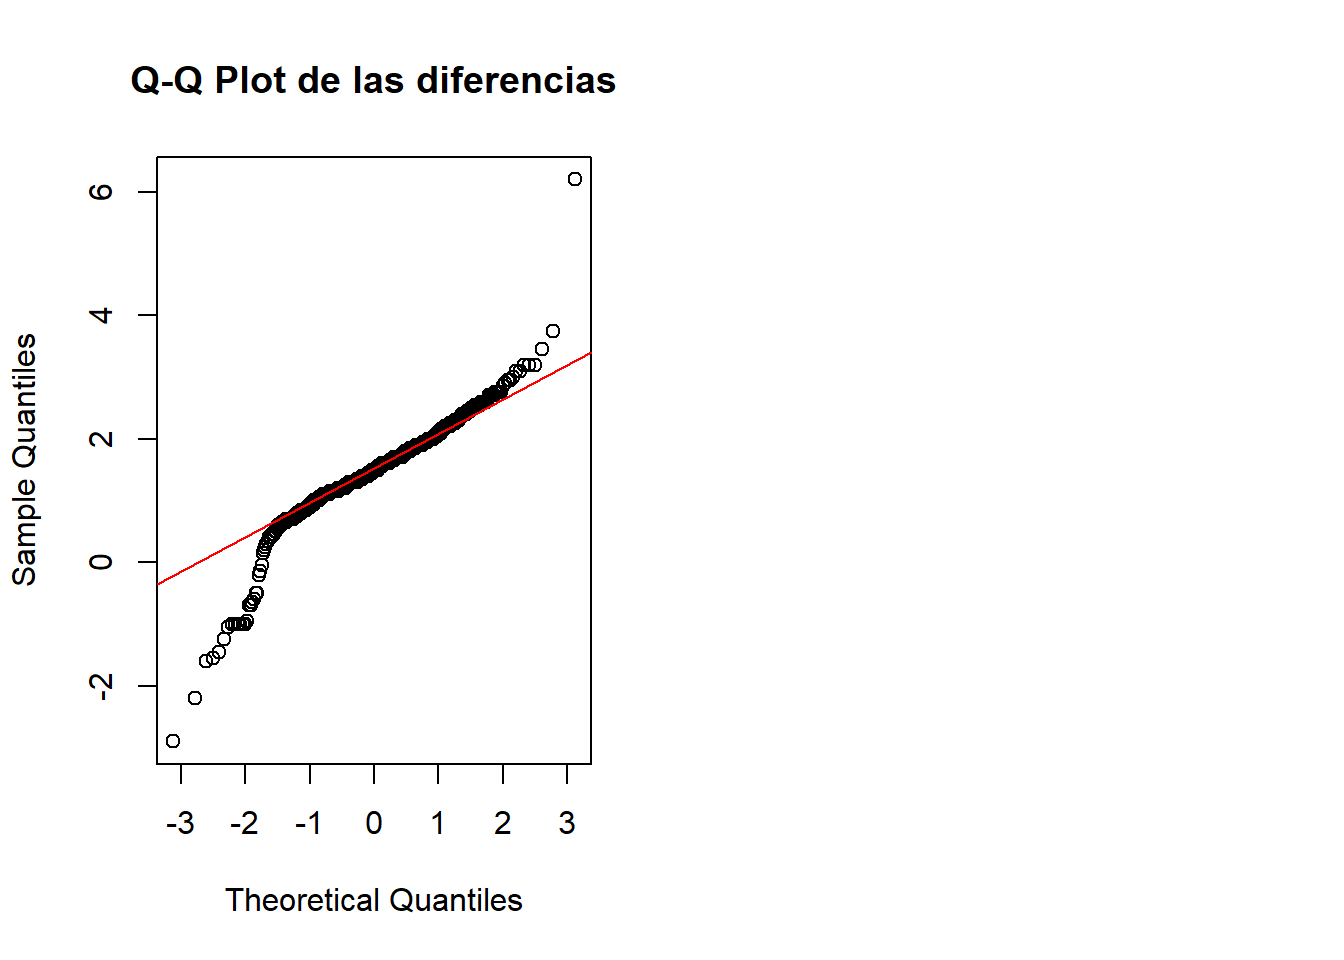 Q-Q Plot de las diferencias
Sample Quantiles
6
4
2
0
-2
-3 -2 -1 0 1 2 3
Theoretical Quantiles